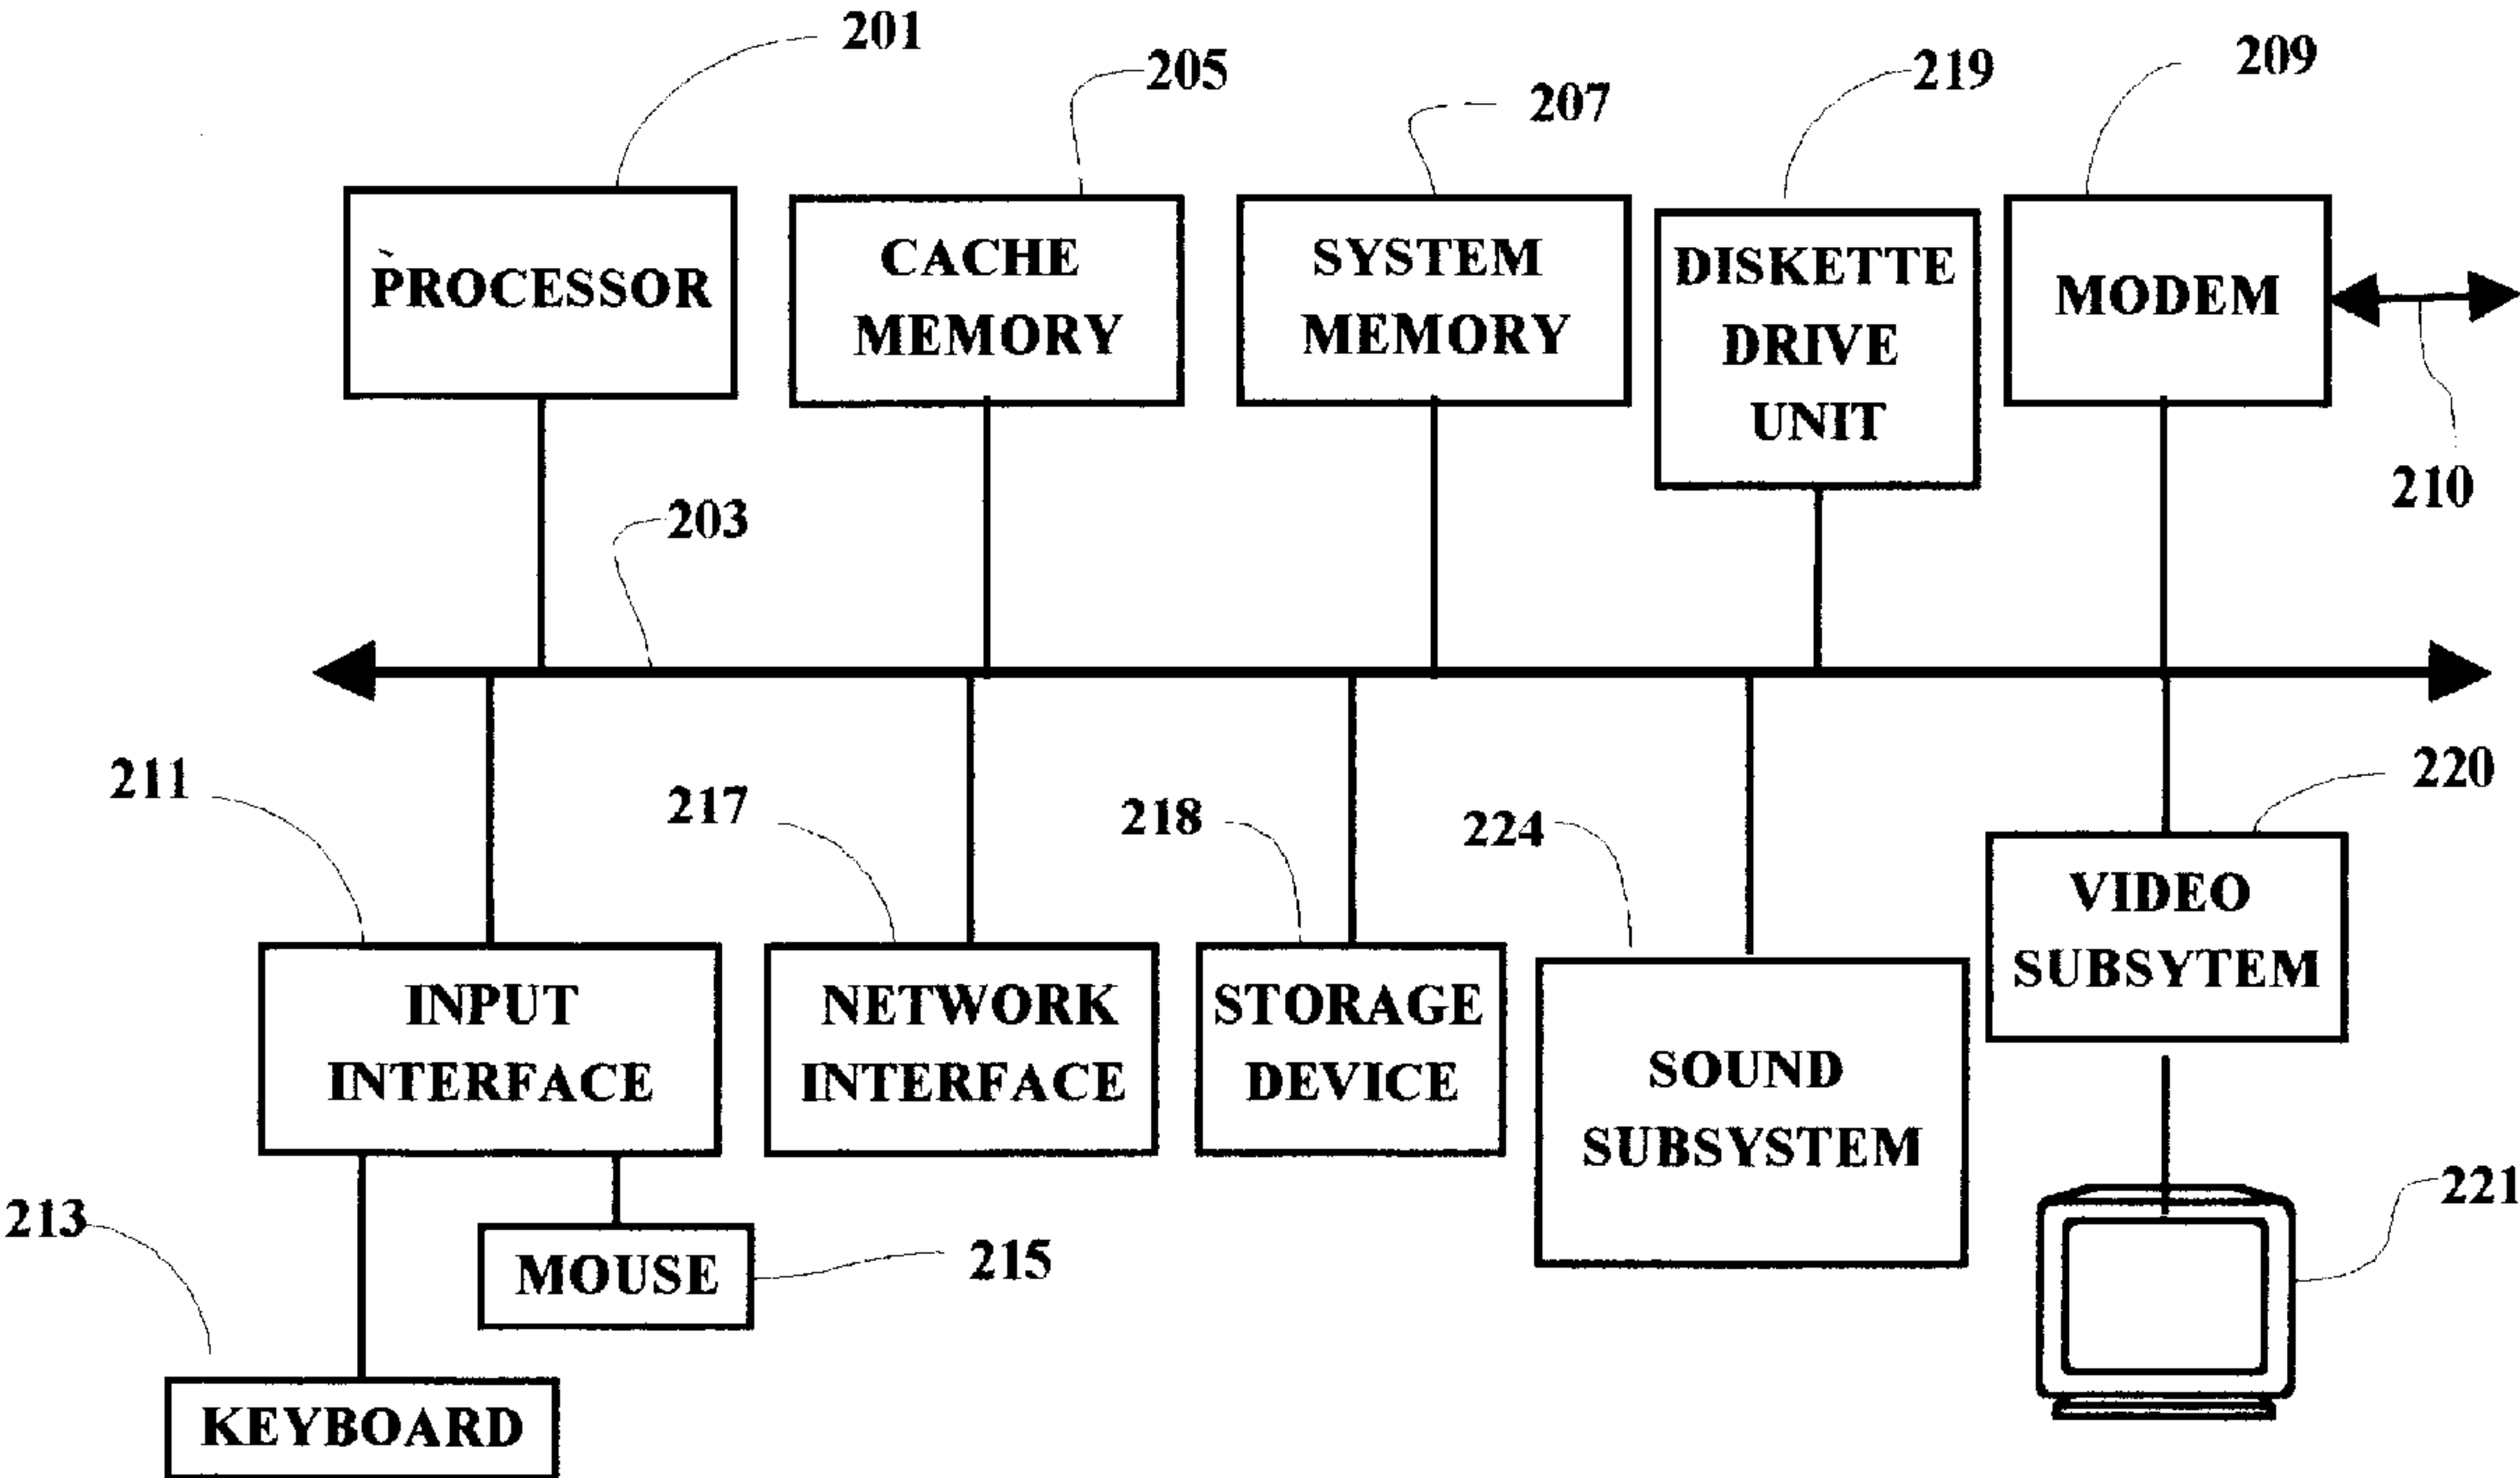 201
205
207
219
209
PROCESSOR
CACHE
MEMORY
SYSTEM
MEMORY
DISKETTE
DRIVE
UNIT
MODEM
210
203
211
217
218
224
220
INPUT
INTERFACE
NETWORK
INTERFACE
STORAGE
DEVICE
SOUND
SUBSYSTEM
VIDEO
SUBSYTEM
213
MOUSE
215
221
KEYBOARD